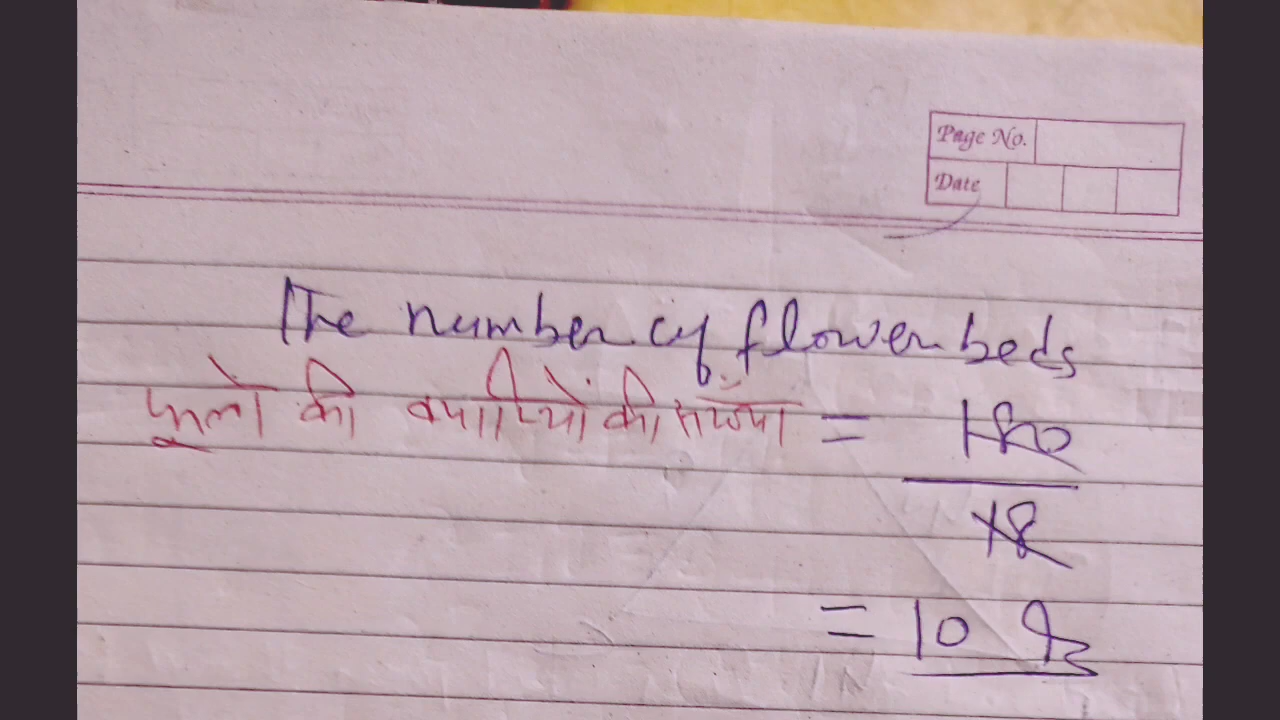 Page No.
Date
The number of flower beds
फुलो की क्यारियों की संख्या = 180
18
= 10